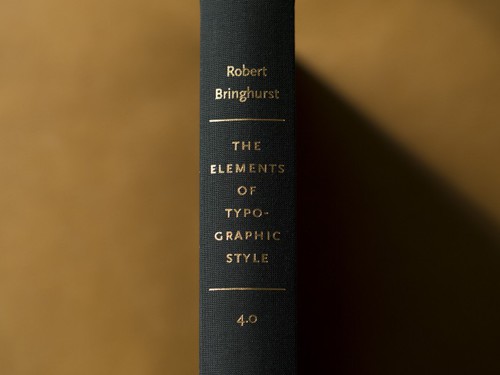 Robert
Bringhurst
THE
ELEMENTS
OF
TYPO-
GRAPHIC
STYLE
4.0